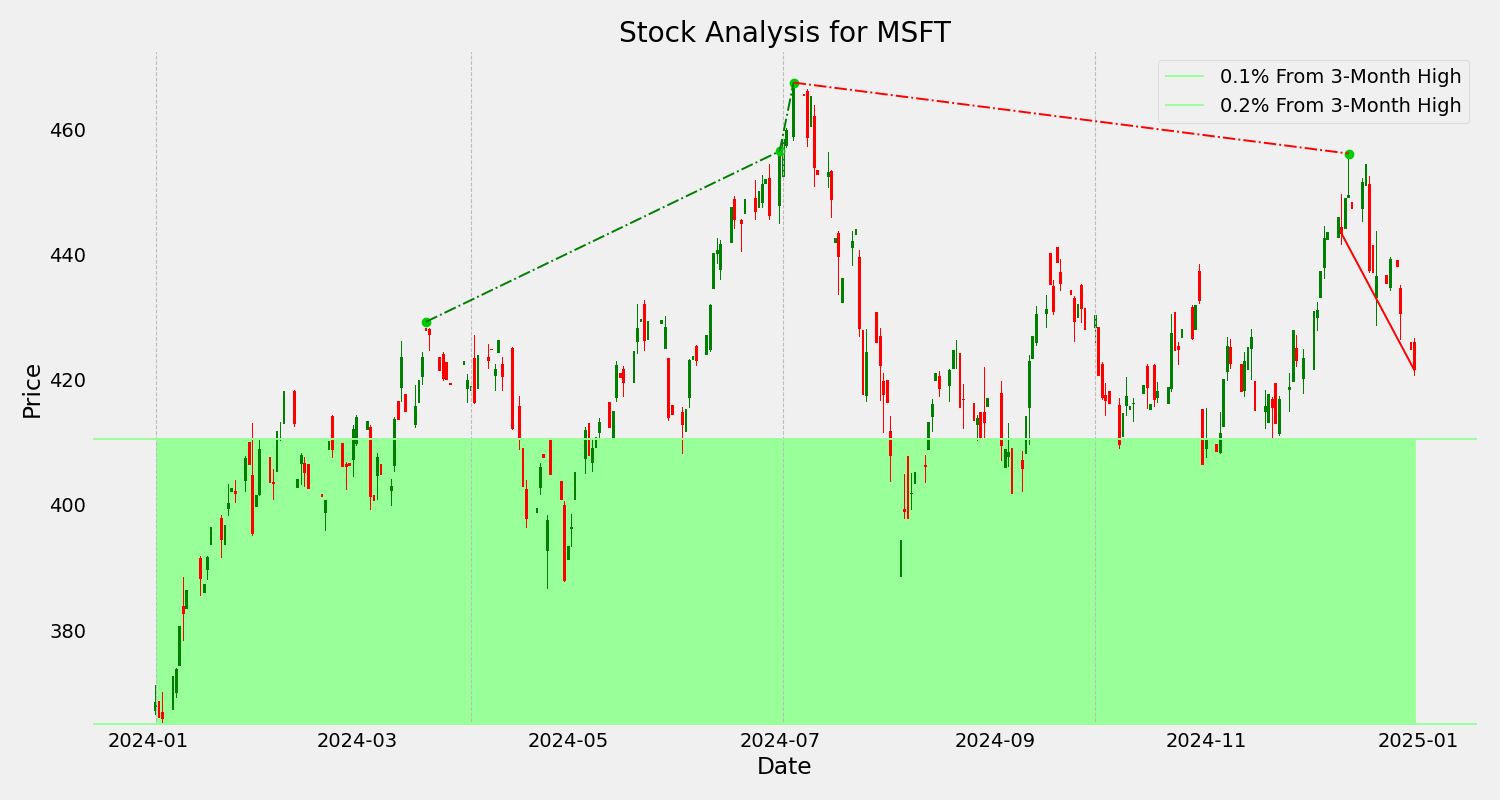 Stock Analysis for MSFT
0.1% From 3-Month High
0.2% From 3-Month High
460
440
420
400
380
Price
2024-01 2024-03 2024-05 2024-07 2024-09 2024-11 2025-01
Date